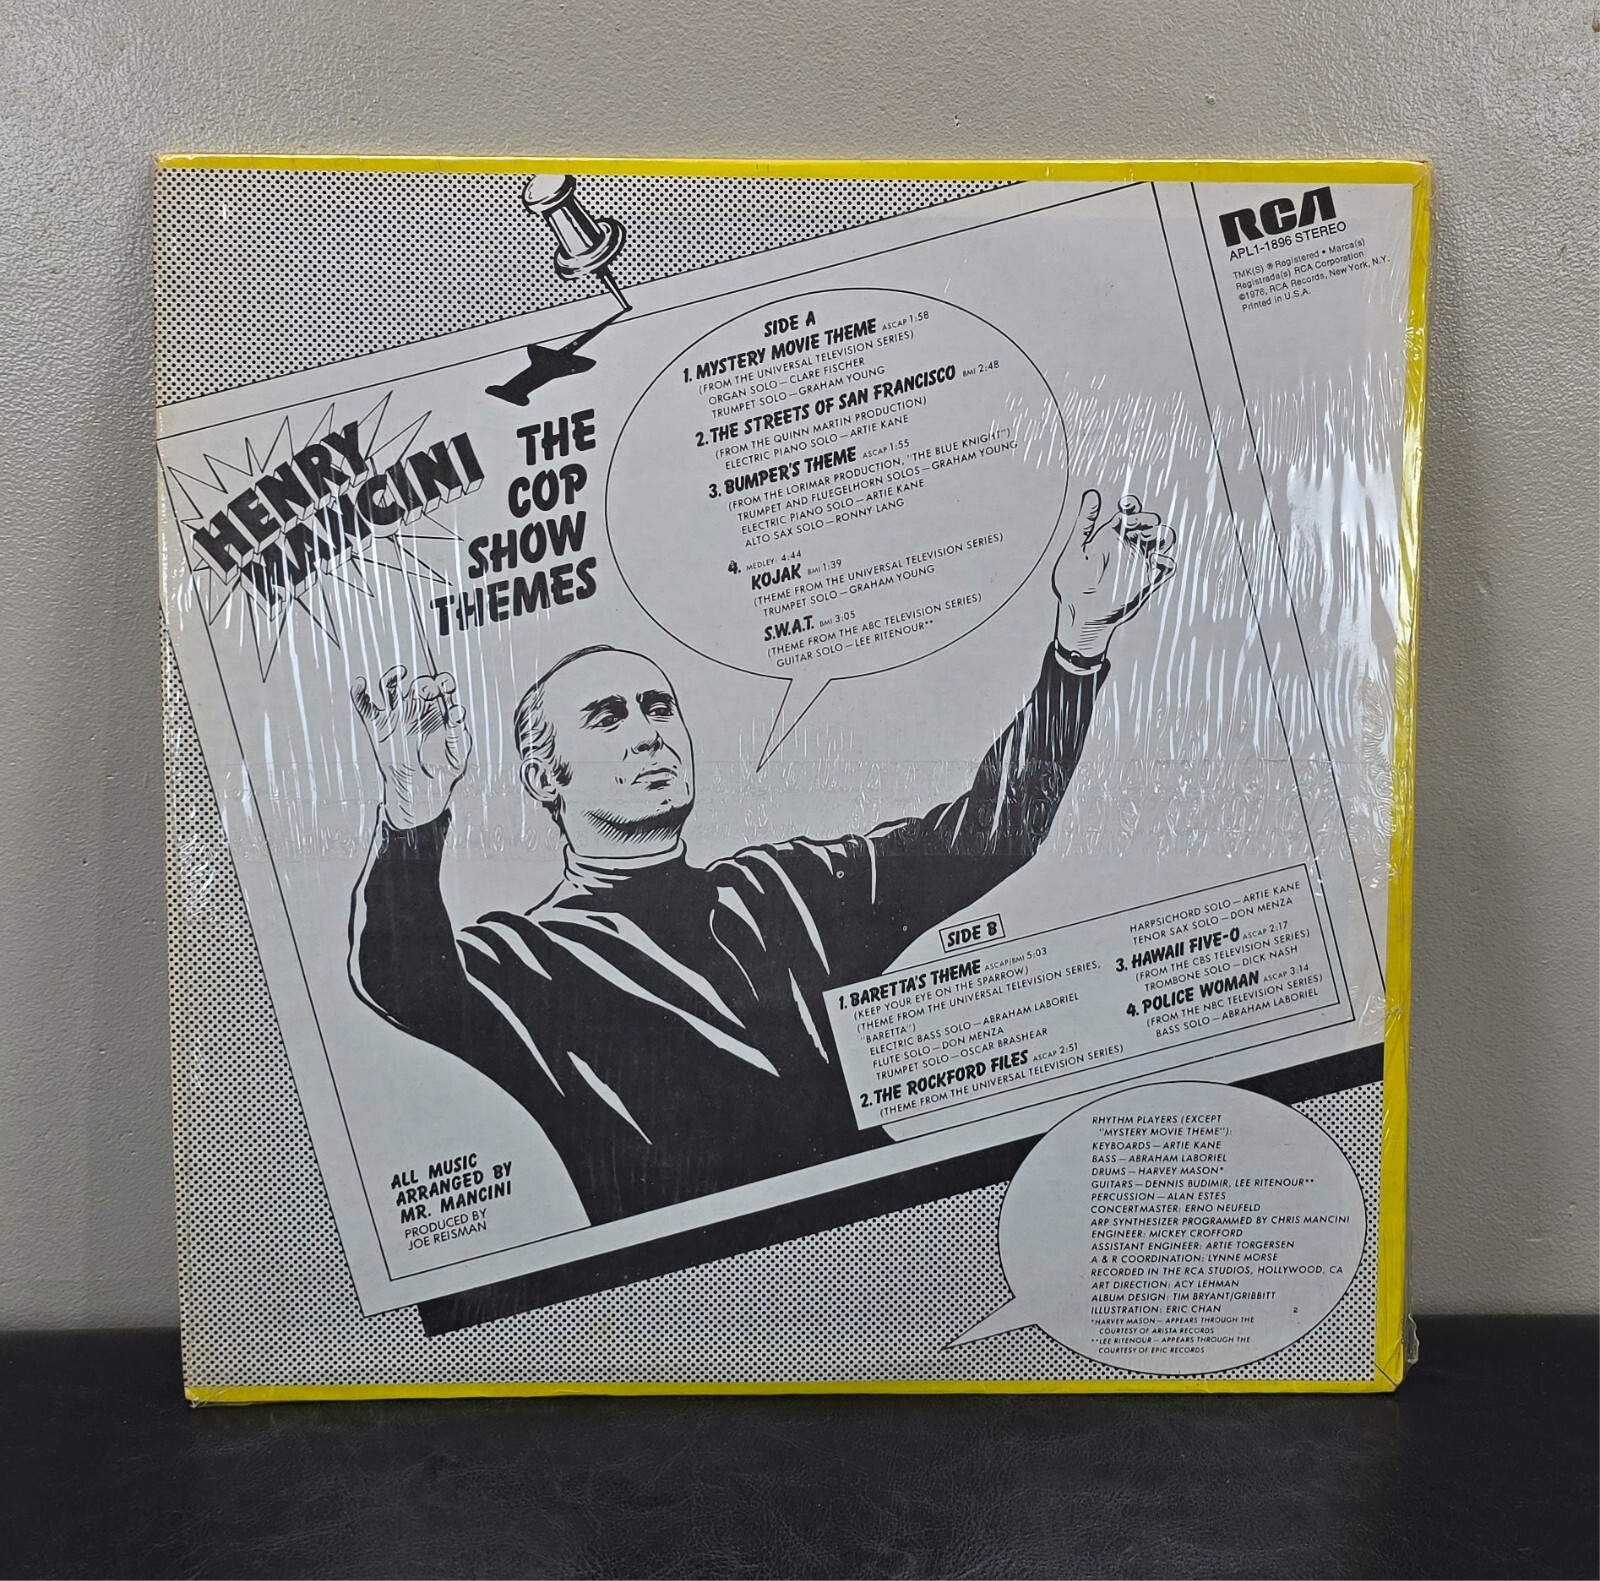 RCA
APL1-1896 STEREO
TMK(S) ® Registered • Marca(s)
Registrada(s) RCA Corporation
©1976, RCA Records, New York, N.Y.
Printed in U.S.A.
HENRY
MANCINI
THE
COP
SHOW
THEMES
SIDE A
1. MYSTERY MOVIE THEME ASCAP 1:58
(FROM THE UNIVERSAL TELEVISION SERIES)
ORGAN SOLO—CLARE FISCHER
TRUMPET SOLO—GRAHAM YOUNG
2. THE STREETS OF SAN FRANCISCO BMI 2:48
(FROM THE QUINN MARTIN PRODUCTION)
ELECTRIC PIANO SOLO—ARTIE KANE
3. BUMPER'S THEME ASCAP 1:55
(FROM THE LORIMAR PRODUCTION, "THE BLUE KNIGHT")
TRUMPET AND FLUEGELHORN SOLOS—GRAHAM YOUNG
ELECTRIC PIANO SOLO—ARTIE KANE
ALTO SAX SOLO—RONNY LANG
4. MEDLEY: 4:44
KOJAK BMI 1:39
(THEME FROM THE UNIVERSAL TELEVISION SERIES)
TRUMPET SOLO—GRAHAM YOUNG
S.W.A.T. BMI 3:05
(THEME FROM THE ABC TELEVISION SERIES)
GUITAR SOLO—LEE RITENOUR**
SIDE B
1. BARETTA'S THEME ASCAP/BMI 5:03
(KEEP YOUR EYE ON THE SPARROW)
(THEME FROM THE UNIVERSAL TELEVISION SERIES,
"BARETTA")
ELECTRIC BASS SOLO—ABRAHAM LABORIEL
FLUTE SOLO—DON MENZA
TRUMPET SOLO—OSCAR BRASHEAR
2. THE ROCKFORD FILES ASCAP 2:51
(THEME FROM THE UNIVERSAL TELEVISION SERIES)
HARPSICHORD SOLO—ARTIE KANE
TENOR SAX SOLO—DON MENZA
3. HAWAII FIVE-O ASCAP 2:17
(FROM THE CBS TELEVISION SERIES)
TROMBONE SOLO—DICK NASH
4. POLICE WOMAN ASCAP 3:14
(FROM THE NBC TELEVISION SERIES)
BASS SOLO—ABRAHAM LABORIEL
ALL MUSIC
ARRANGED BY
MR. MANCINI
PRODUCED BY
JOE REISMAN
RHYTHM PLAYERS (EXCEPT
"MYSTERY MOVIE THEME"):
KEYBOARDS—ARTIE KANE
BASS—ABRAHAM LABORIEL
DRUMS—HARVEY MASON*
GUITARS—DENNIS BUDIMIR, LEE RITENOUR**
PERCUSSION—ALAN ESTES
CONCERTMASTER: ERNO NEUFELD
ARP SYNTHESIZER PROGRAMMED BY CHRIS MANCINI
ENGINEER: MICKEY CROFFORD
ASSISTANT ENGINEER: ARTIE TORGERSEN
A & R COORDINATION: LYNNE MORSE
RECORDED IN THE RCA STUDIOS, HOLLYWOOD, CA
ART DIRECTION: ACY LEHMAN
ALBUM DESIGN: TIM BRYANT/GRIBBITT
ILLUSTRATION: ERIC CHAN 2
*HARVEY MASON—APPEARS THROUGH THE
COURTESY OF ARISTA RECORDS
**LEE RITENOUR—APPEARS THROUGH THE
COURTESY OF EPIC RECORDS